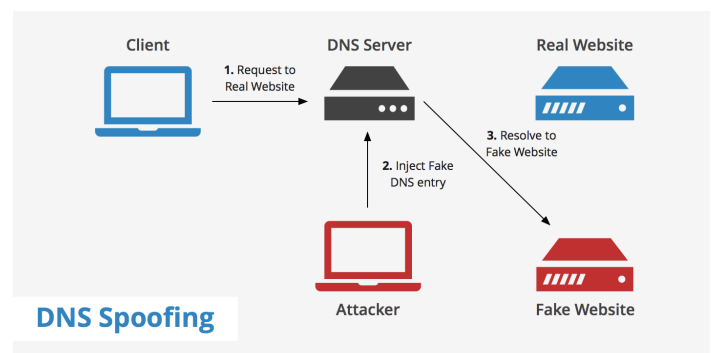 Client
DNS Server
Real Website
1. Request to
Real Website
2. Inject Fake
DNS entry
3. Resolve to
Fake Website
Attacker
Fake Website
DNS Spoofing